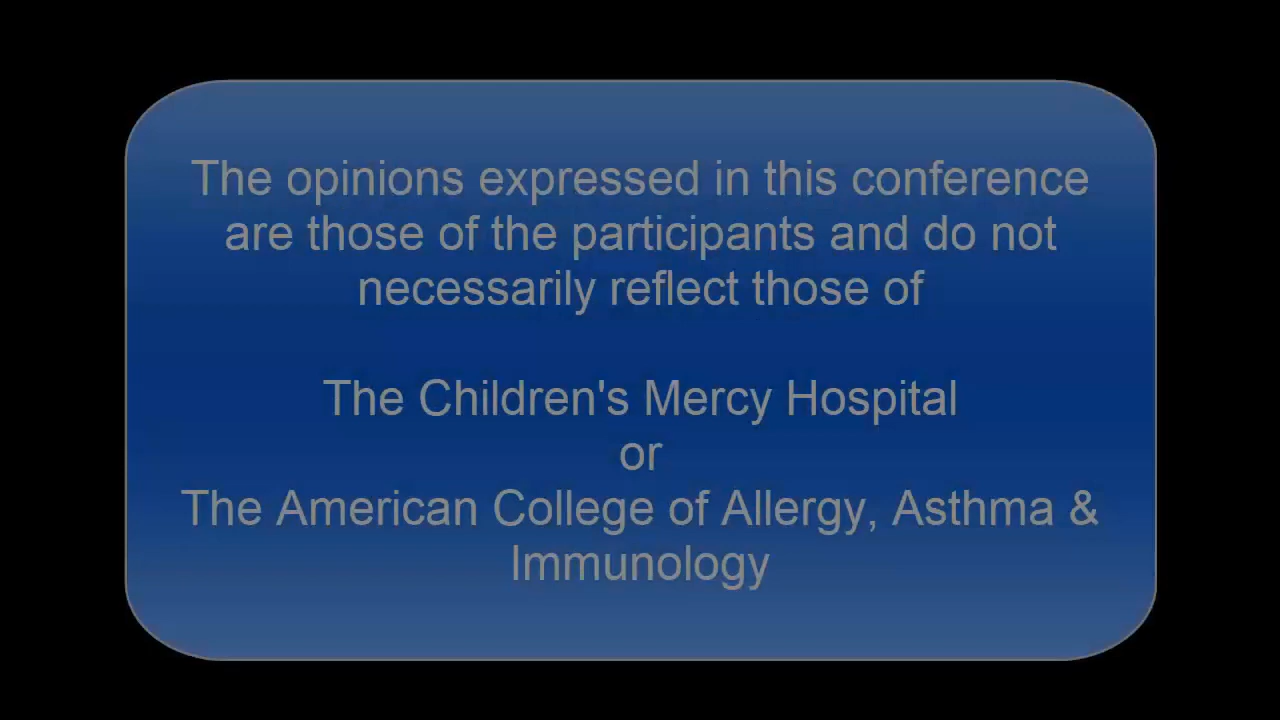 The opinions expressed in this conference
are those of the participants and do not
necessarily reflect those of
The Children's Mercy Hospital
or
The American College of Allergy, Asthma &
Immunology